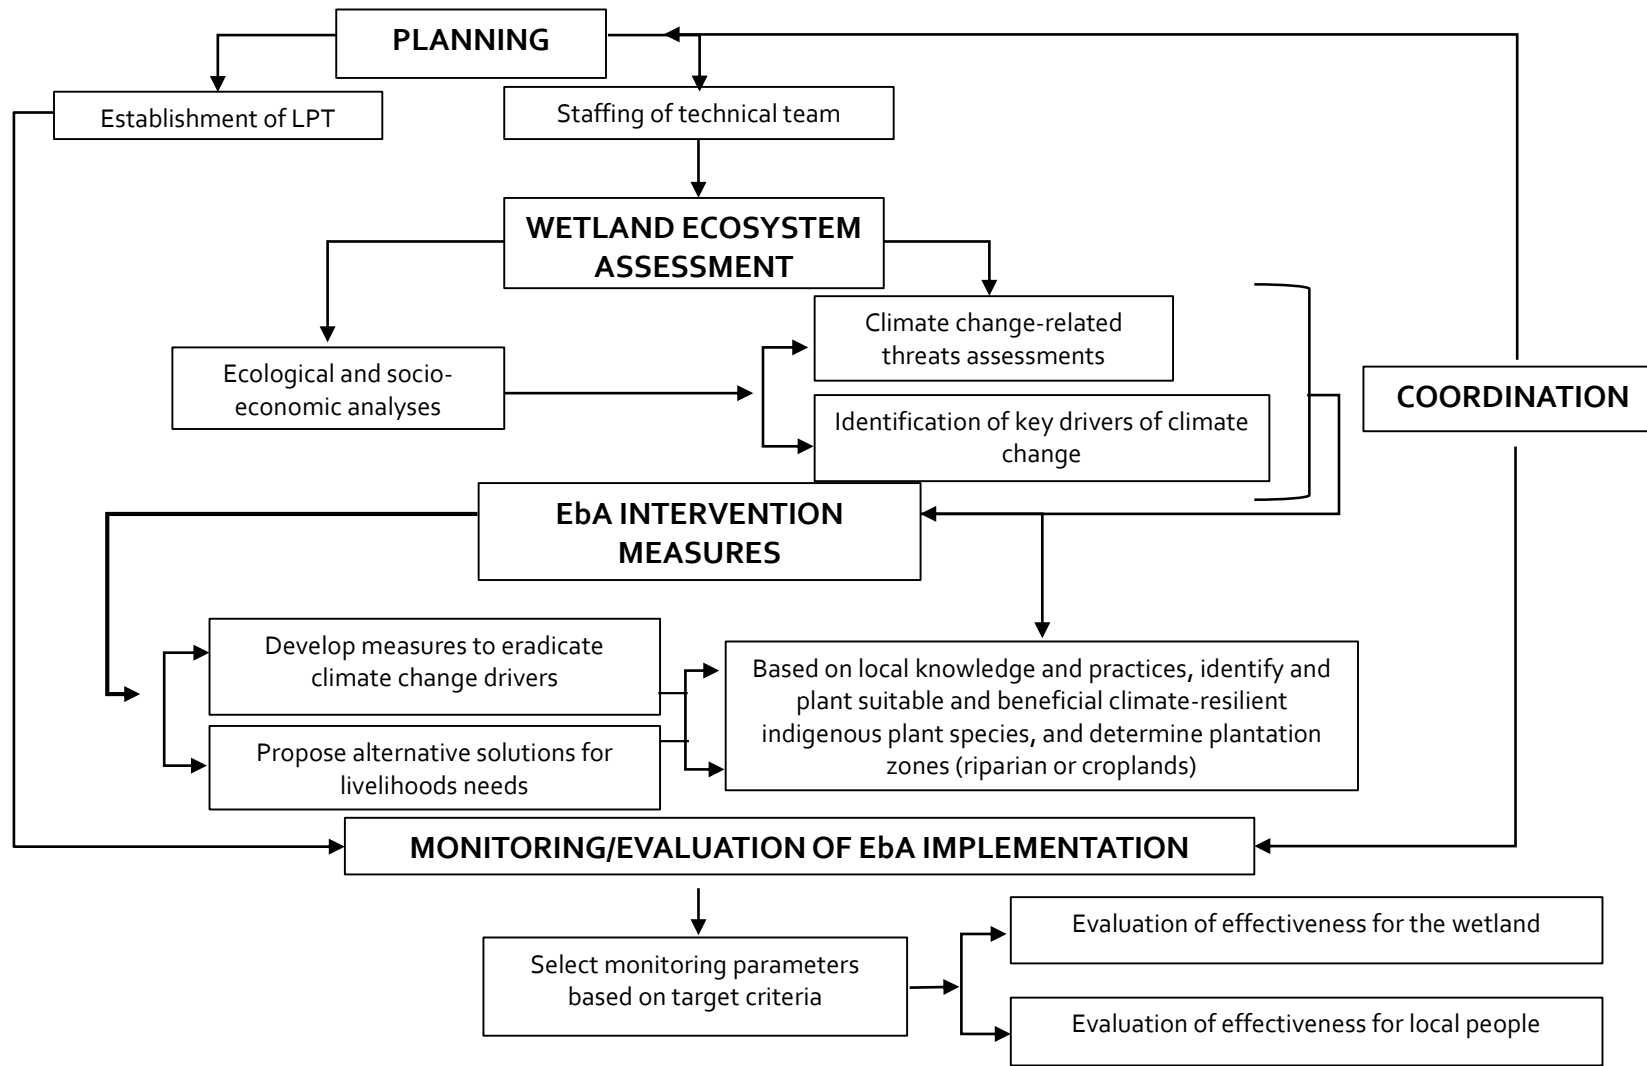 PLANNING
Establishment of LPT
Staffing of technical team
WETLAND ECOSYSTEM
ASSESSMENT
Climate change-related
threats assessments
Ecological and socio-
economic analyses
COORDINATION
Identification of key drivers of climate
change
EbA INTERVENTION
MEASURES
Develop measures to eradicate
climate change drivers
Based on local knowledge and practices, identify and
plant suitable and beneficial climate-resilient
indigenous plant species, and determine plantation
zones (riparian or croplands)
Propose alternative solutions for
livelihoods needs
MONITORING/EVALUATION OF EbA IMPLEMENTATION
Select monitoring parameters
based on target criteria
Evaluation of effectiveness for the wetland
Evaluation of effectiveness for local people